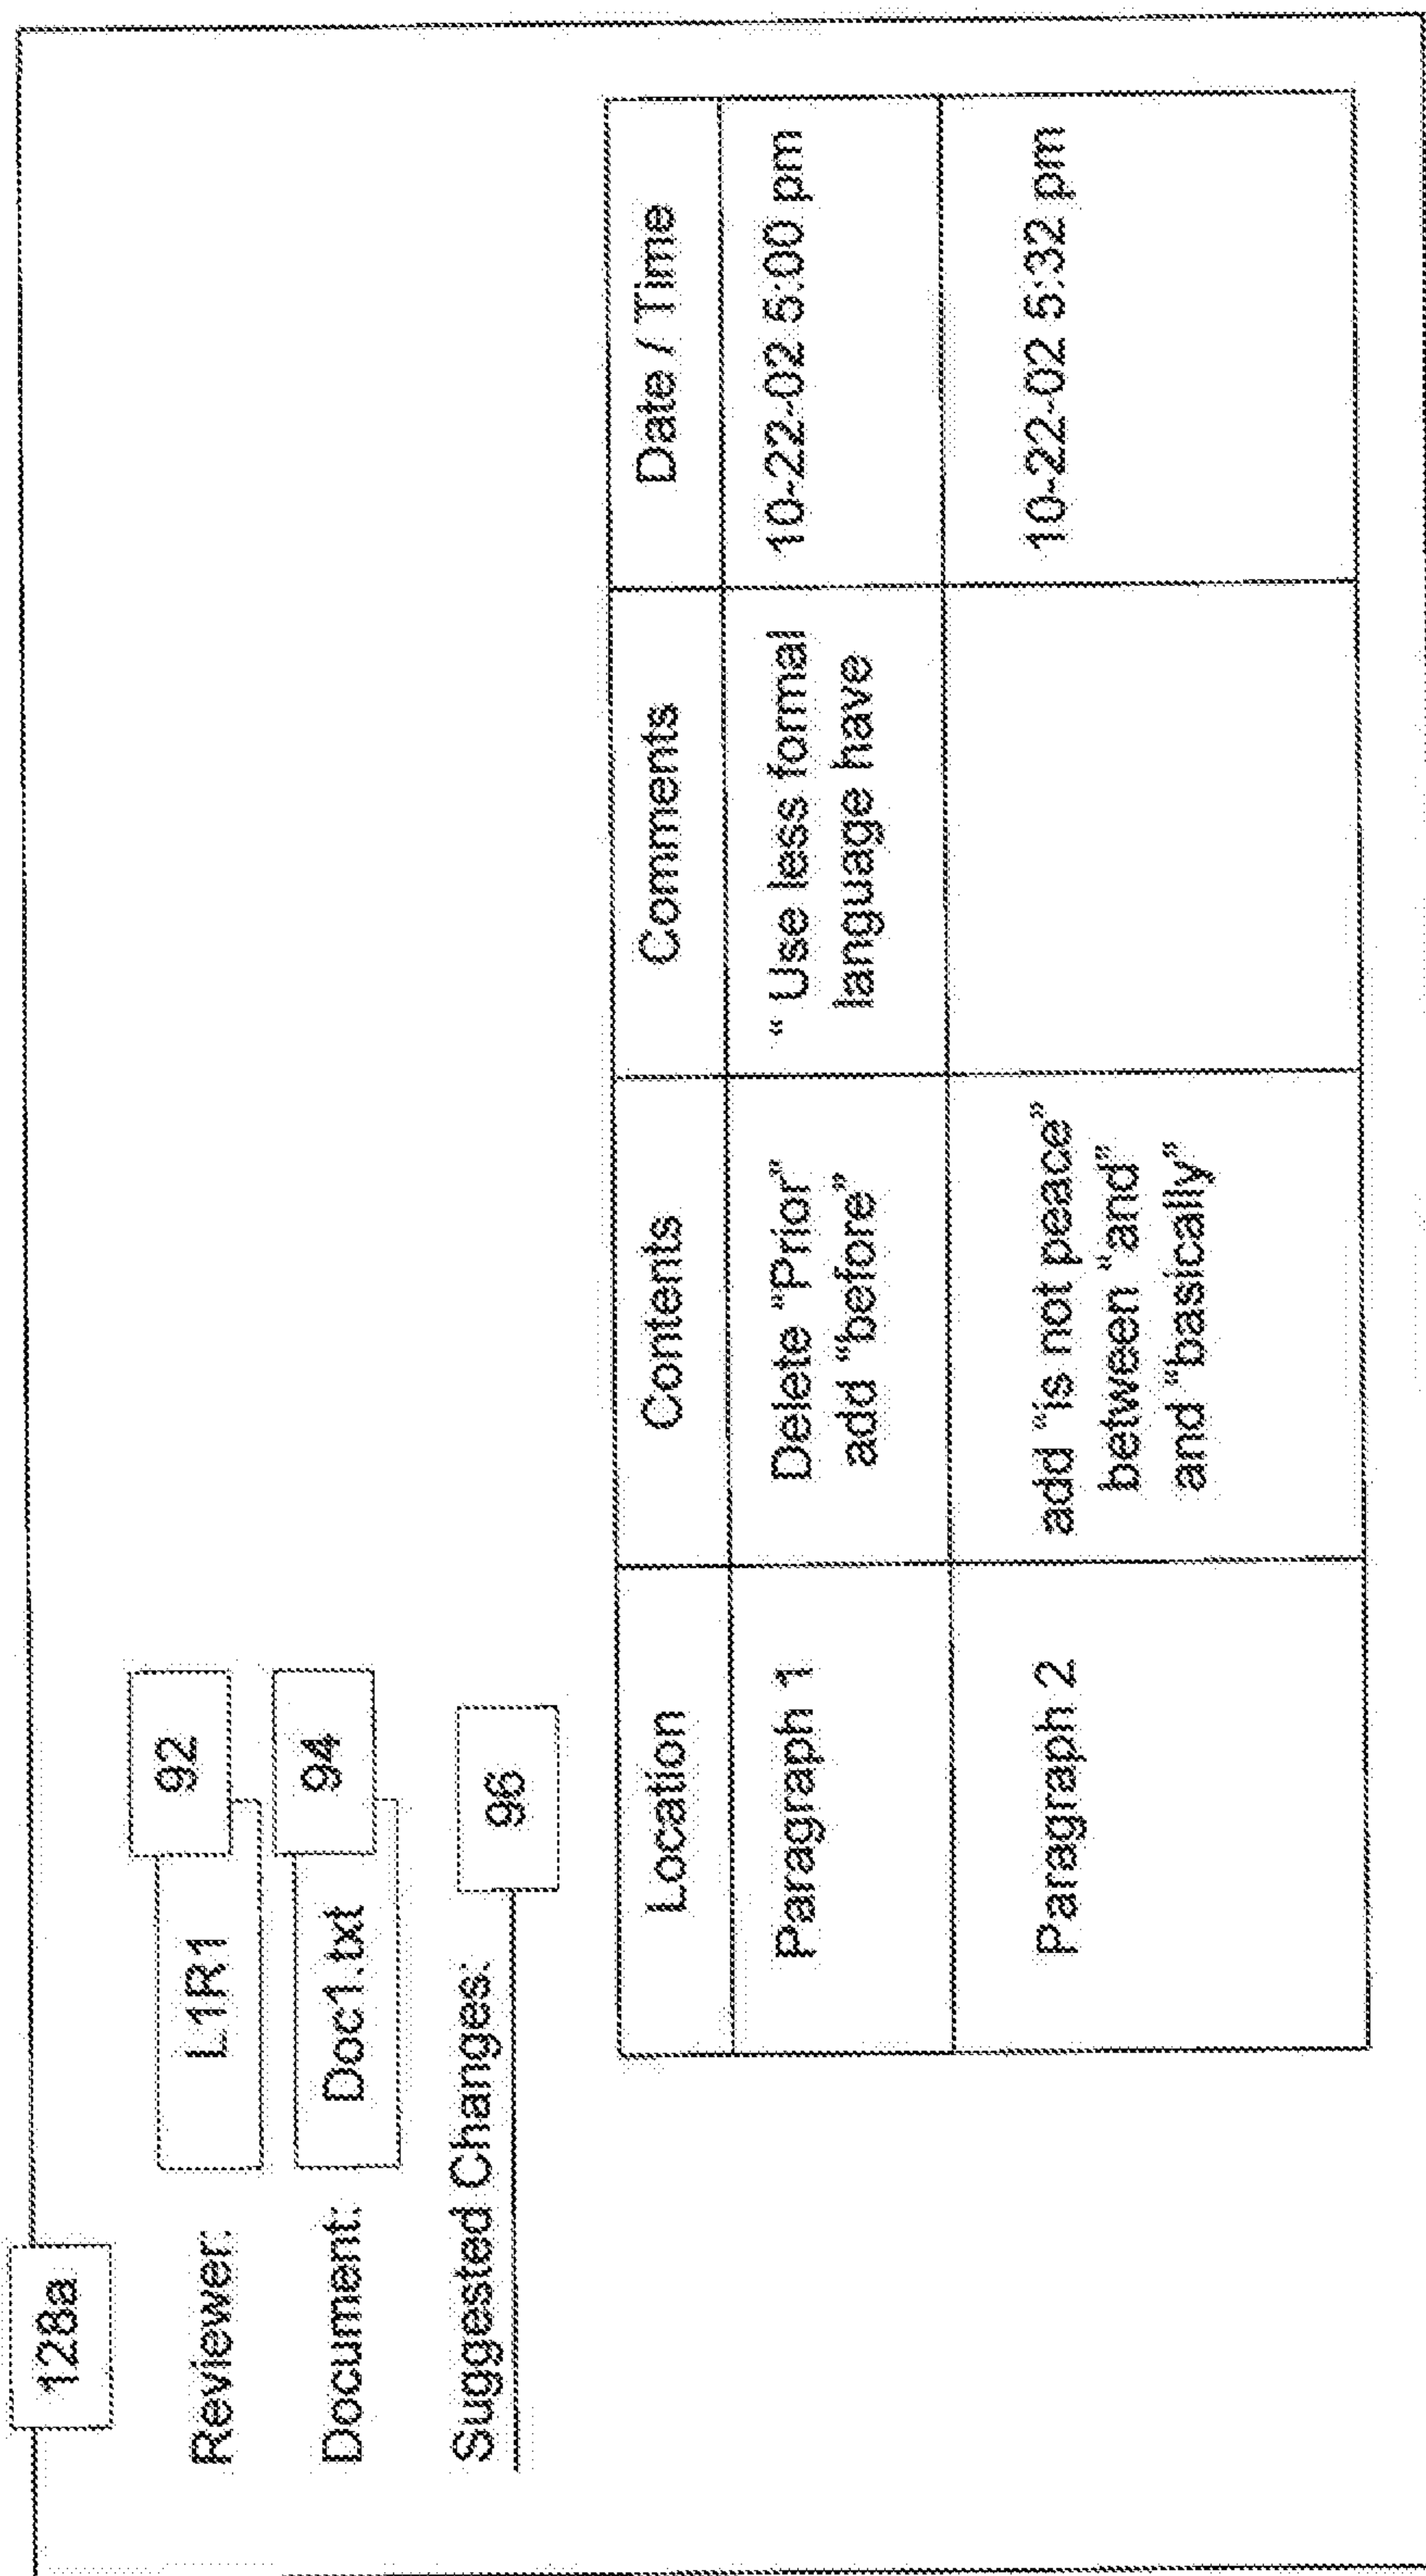 128a
Reviewer: L1R1 92
Document: Doc1.txt 94
Suggested Changes: 96
Location Contents Comments Date / Time
Paragraph 1 Delete "Prior" “ Use less formal 10-22-02 5:00 pm
add "before" language have
Paragraph 2 add "is not peace" 10-22-02 5:32 pm
between "and"
and "basically"